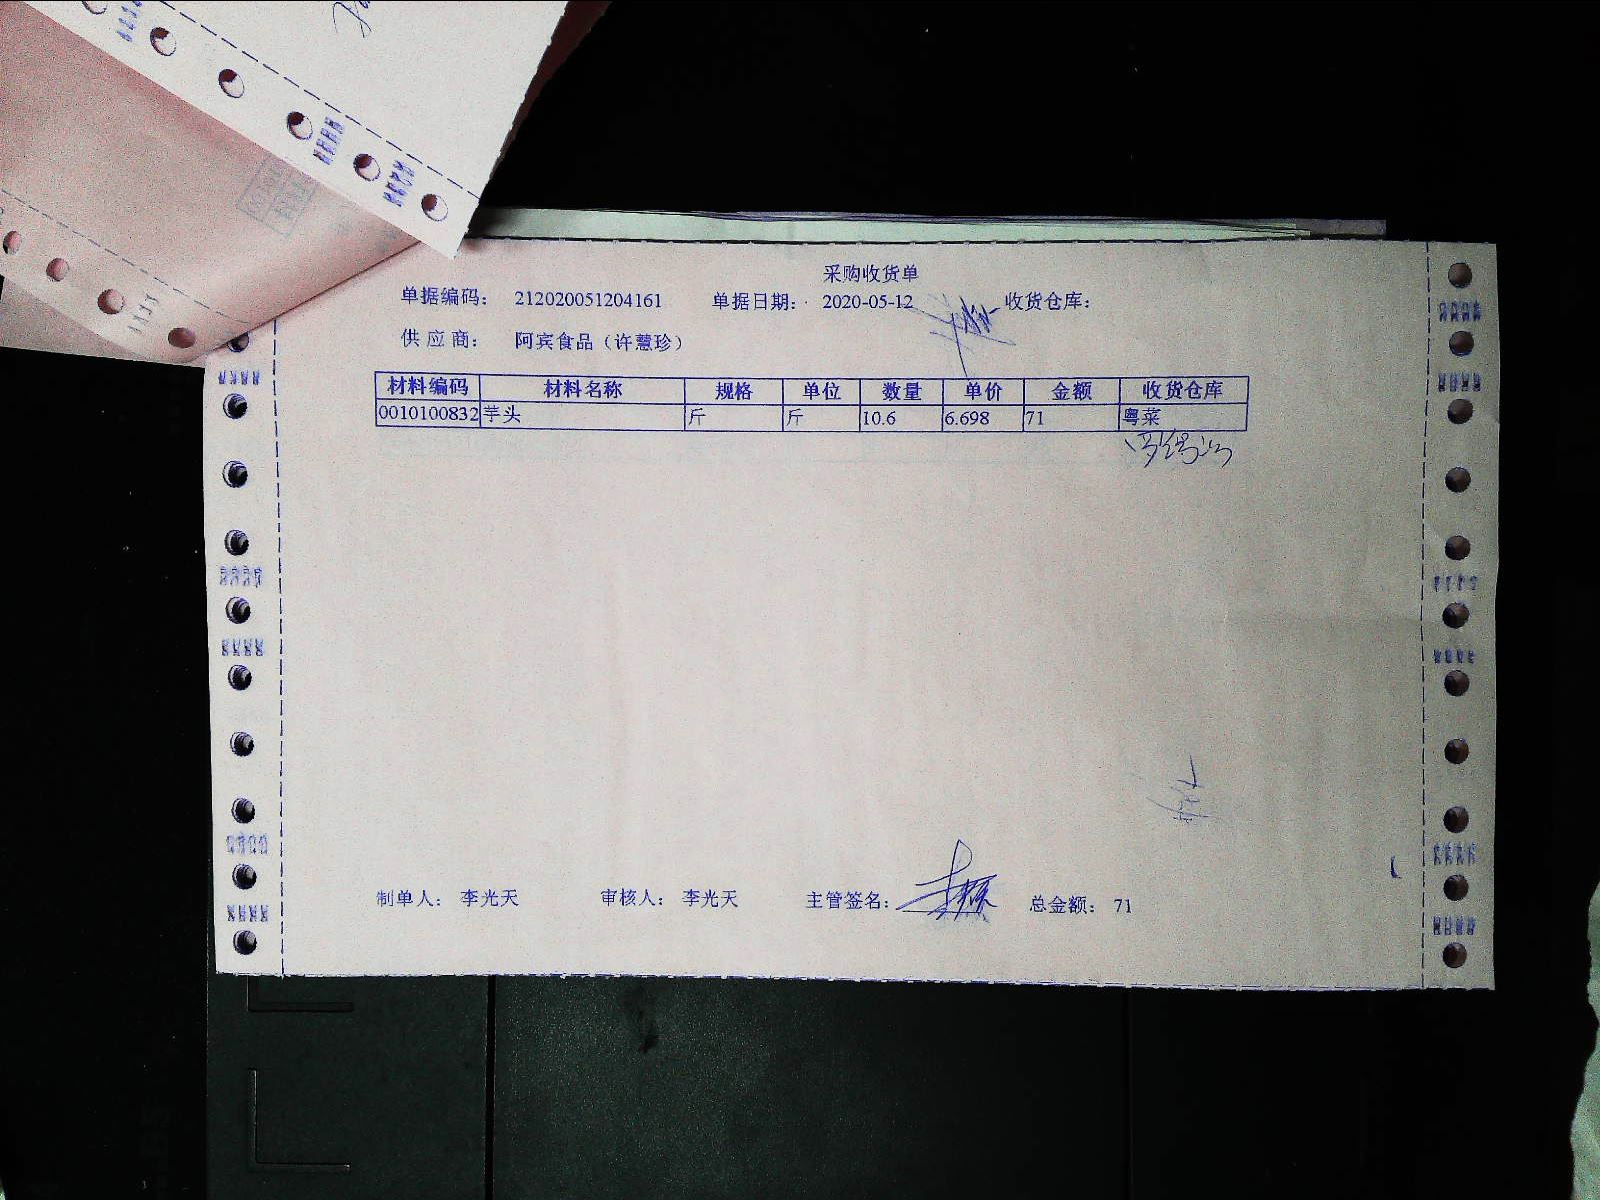 采购收货单
单据编码： 212020051204161 单据日期： 2020-05-12 收货仓库：
供应商： 阿宾食品（许慧珍）
材料编码 材料名称 规格 单位 数量 单价 金额 收货仓库
0010100832 芋头 斤 斤 10.6 6.698 71 粤菜
制单人： 李光天 审核人： 李光天 主管签名： 总金额： 71